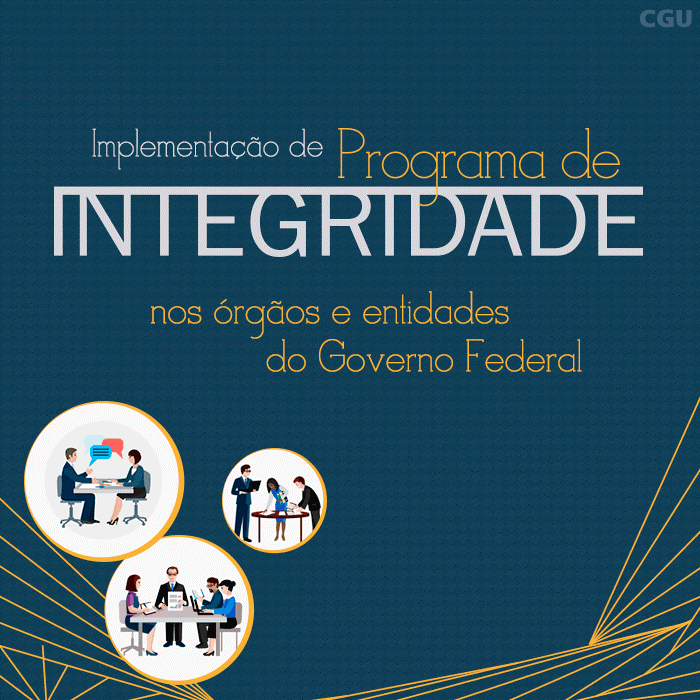 CGU
Implementação de Programa de
INTEGRIDADE
nos órgãos e entidades
do Governo Federal